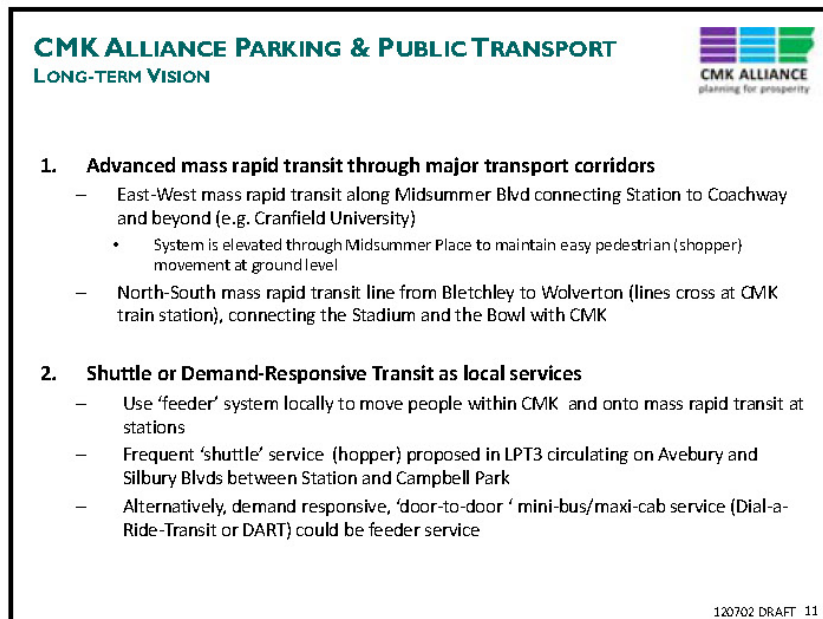 CMK ALLIANCE PARKING & PUBLIC TRANSPORT
LONG-TERM VISION
CMK ALLIANCE
planning for prosperity
1. Advanced mass rapid transit through major transport corridors
– East-West mass rapid transit along Midsummer Blvd connecting Station to Coachway
and beyond (e.g. Cranfield University)
• System is elevated through Midsummer Place to maintain easy pedestrian (shopper)
movement at ground level
– North-South mass rapid transit line from Bletchley to Wolverton (lines cross at CMK
train station), connecting the Stadium and the Bowl with CMK
2. Shuttle or Demand-Responsive Transit as local services
– Use ‘feeder’ system locally to move people within CMK and onto mass rapid transit at
stations
– Frequent ‘shuttle’ service (hopper) proposed in LPT3 circulating on Avebury and
Silbury Blvds between Station and Campbell Park
– Alternatively, demand responsive, ‘door-to-door ‘ mini-bus/maxi-cab service (Dial-a-
Ride-Transit or DART) could be feeder service
120702 DRAFT 11